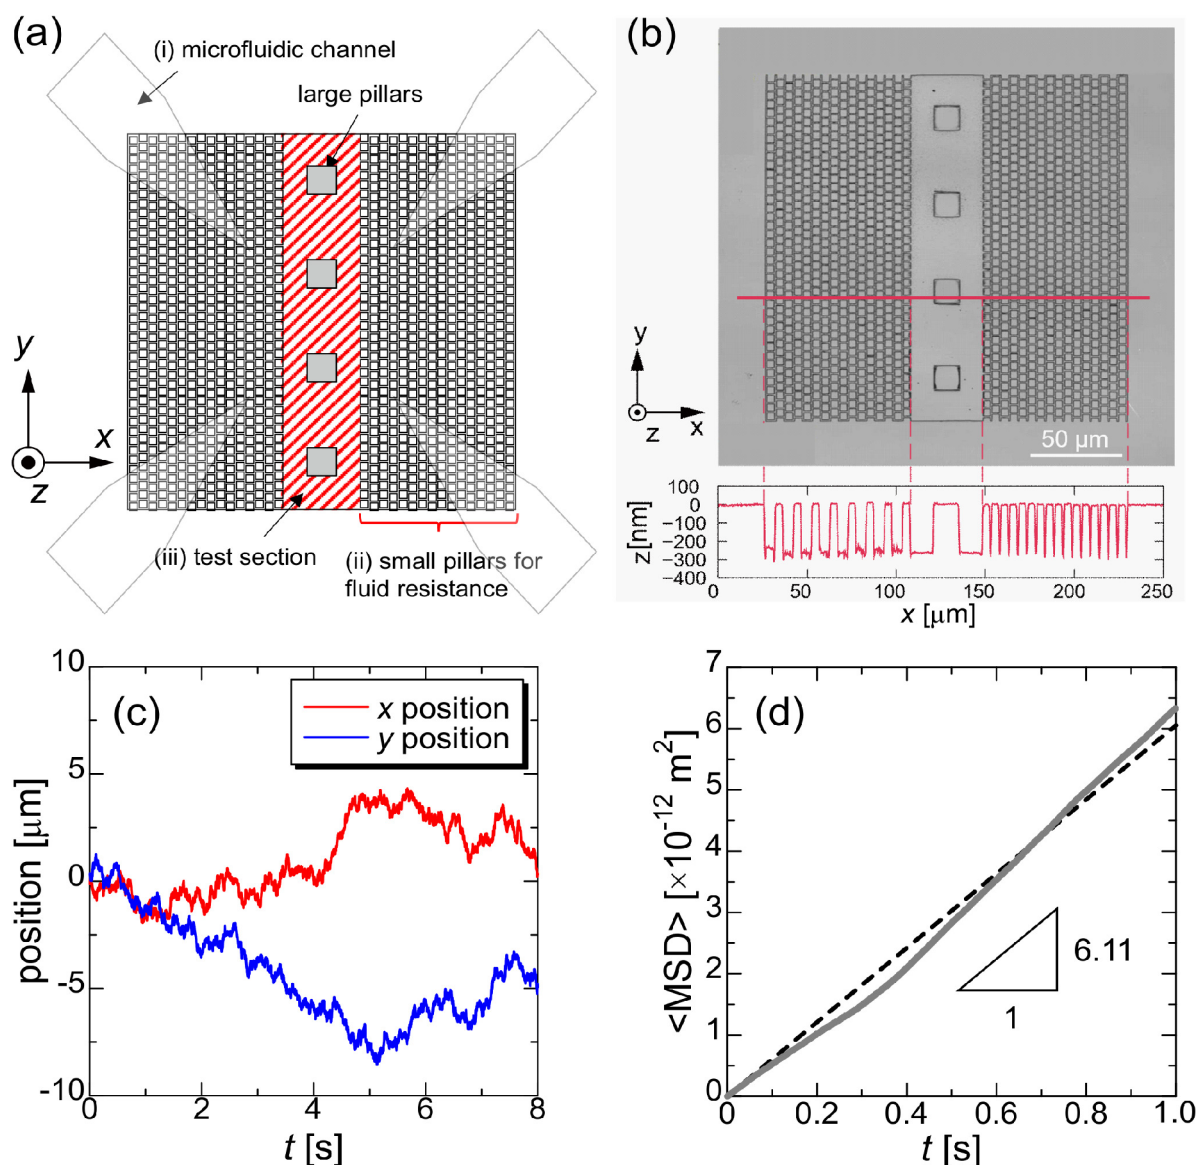 (a)
(i) microfluidic channel
large pillars
y
x
z
(iii) test section
(ii) small pillars for
fluid resistance
(b)
y
z
x
50 μm
100
0
−100
−200
−300
−400
z[nm]
0
50
100
150
200
250
x [μm]
(c)
x position
y position
10
5
0
-5
-10
position [μm]
0
2
4
6
8
t [s]
(d)
7
6
5
4
3
2
1
0
<MSD> [×10⁻¹² m²]
6.11
1
0
0.2
0.4
0.6
0.8
1.0
t [s]